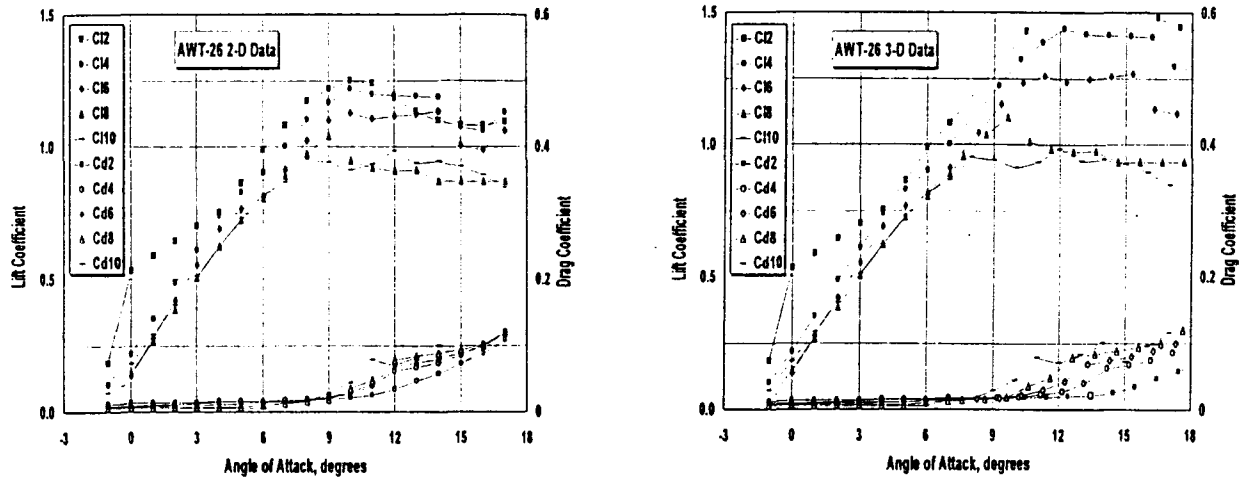 AWT-26 2-D Data
Lift Coefficient
1.5
1.0
0.5
0.0
Cl2
Cl4
Cl6
Cl8
Cl10
Cd2
Cd4
Cd6
Cd8
Cd10
-3 0 3 6 9 12 15 18
Angle of Attack, degrees
0.6
0.4
0.2
0
Drag Coefficient
AWT-26 3-D Data
Lift Coefficient
1.5
1.0
0.5
0.0
Cl2
Cl4
Cl6
Cl8
Cl10
Cd2
Cd4
Cd6
Cd8
Cd10
-3 0 3 6 9 12 15 18
Angle of Attack, degrees
0.6
0.4
0.2
0
Drag Coefficient